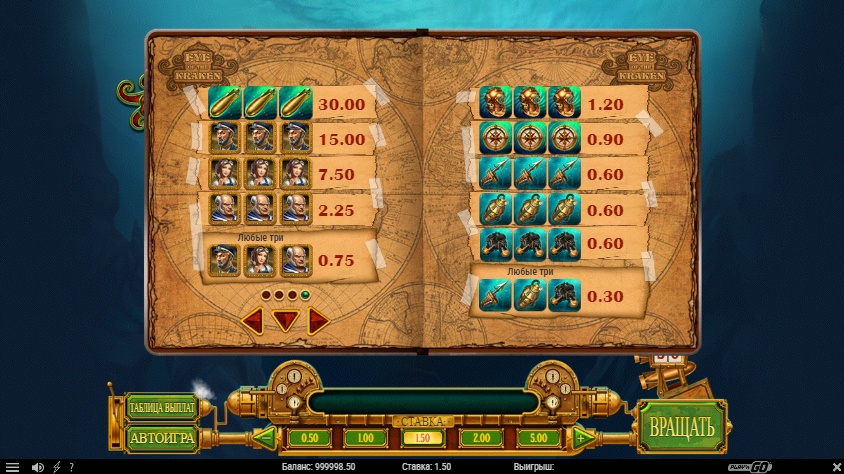 EYE
OF THE
KRAKEN
EYE
OF THE
KRAKEN
30.00
15.00
7.50
2.25
Любые три
0.75
1.20
0.90
0.60
0.60
0.60
Любые три
0.30
ТАБЛИЦА ВЫПЛАТ
АВТОИГРА
СТАВКА
0.50
1.00
1.50
2.00
5.00
+
ВРАЩАТЬ
?
Баланс: 999998.50
Ставка: 1.50
Выигрыш:
PLAY'N GO